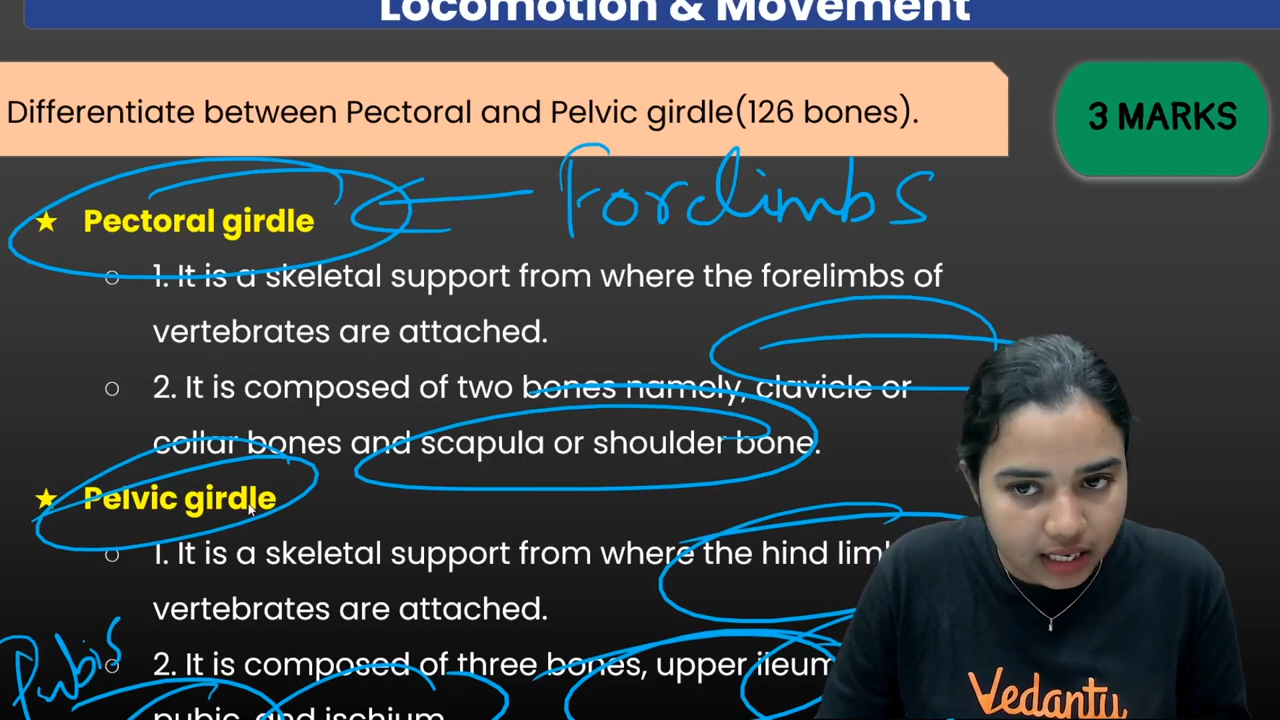 Locomotion & Movement
Differentiate between Pectoral and Pelvic girdle(126 bones).
3 MARKS
Forelimbs
★ Pectoral girdle
○ 1. It is a skeletal support from where the forelimbs of
vertebrates are attached.
○ 2. It is composed of two bones namely, clavicle or
collar bones and scapula or shoulder bone.
★ Pelvic girdle
○ 1. It is a skeletal support from where the hind
vertebrates are attached.
Pubis
○ 2. It is composed of three bones, upper ileum
pubic, and ischium
Vedantu